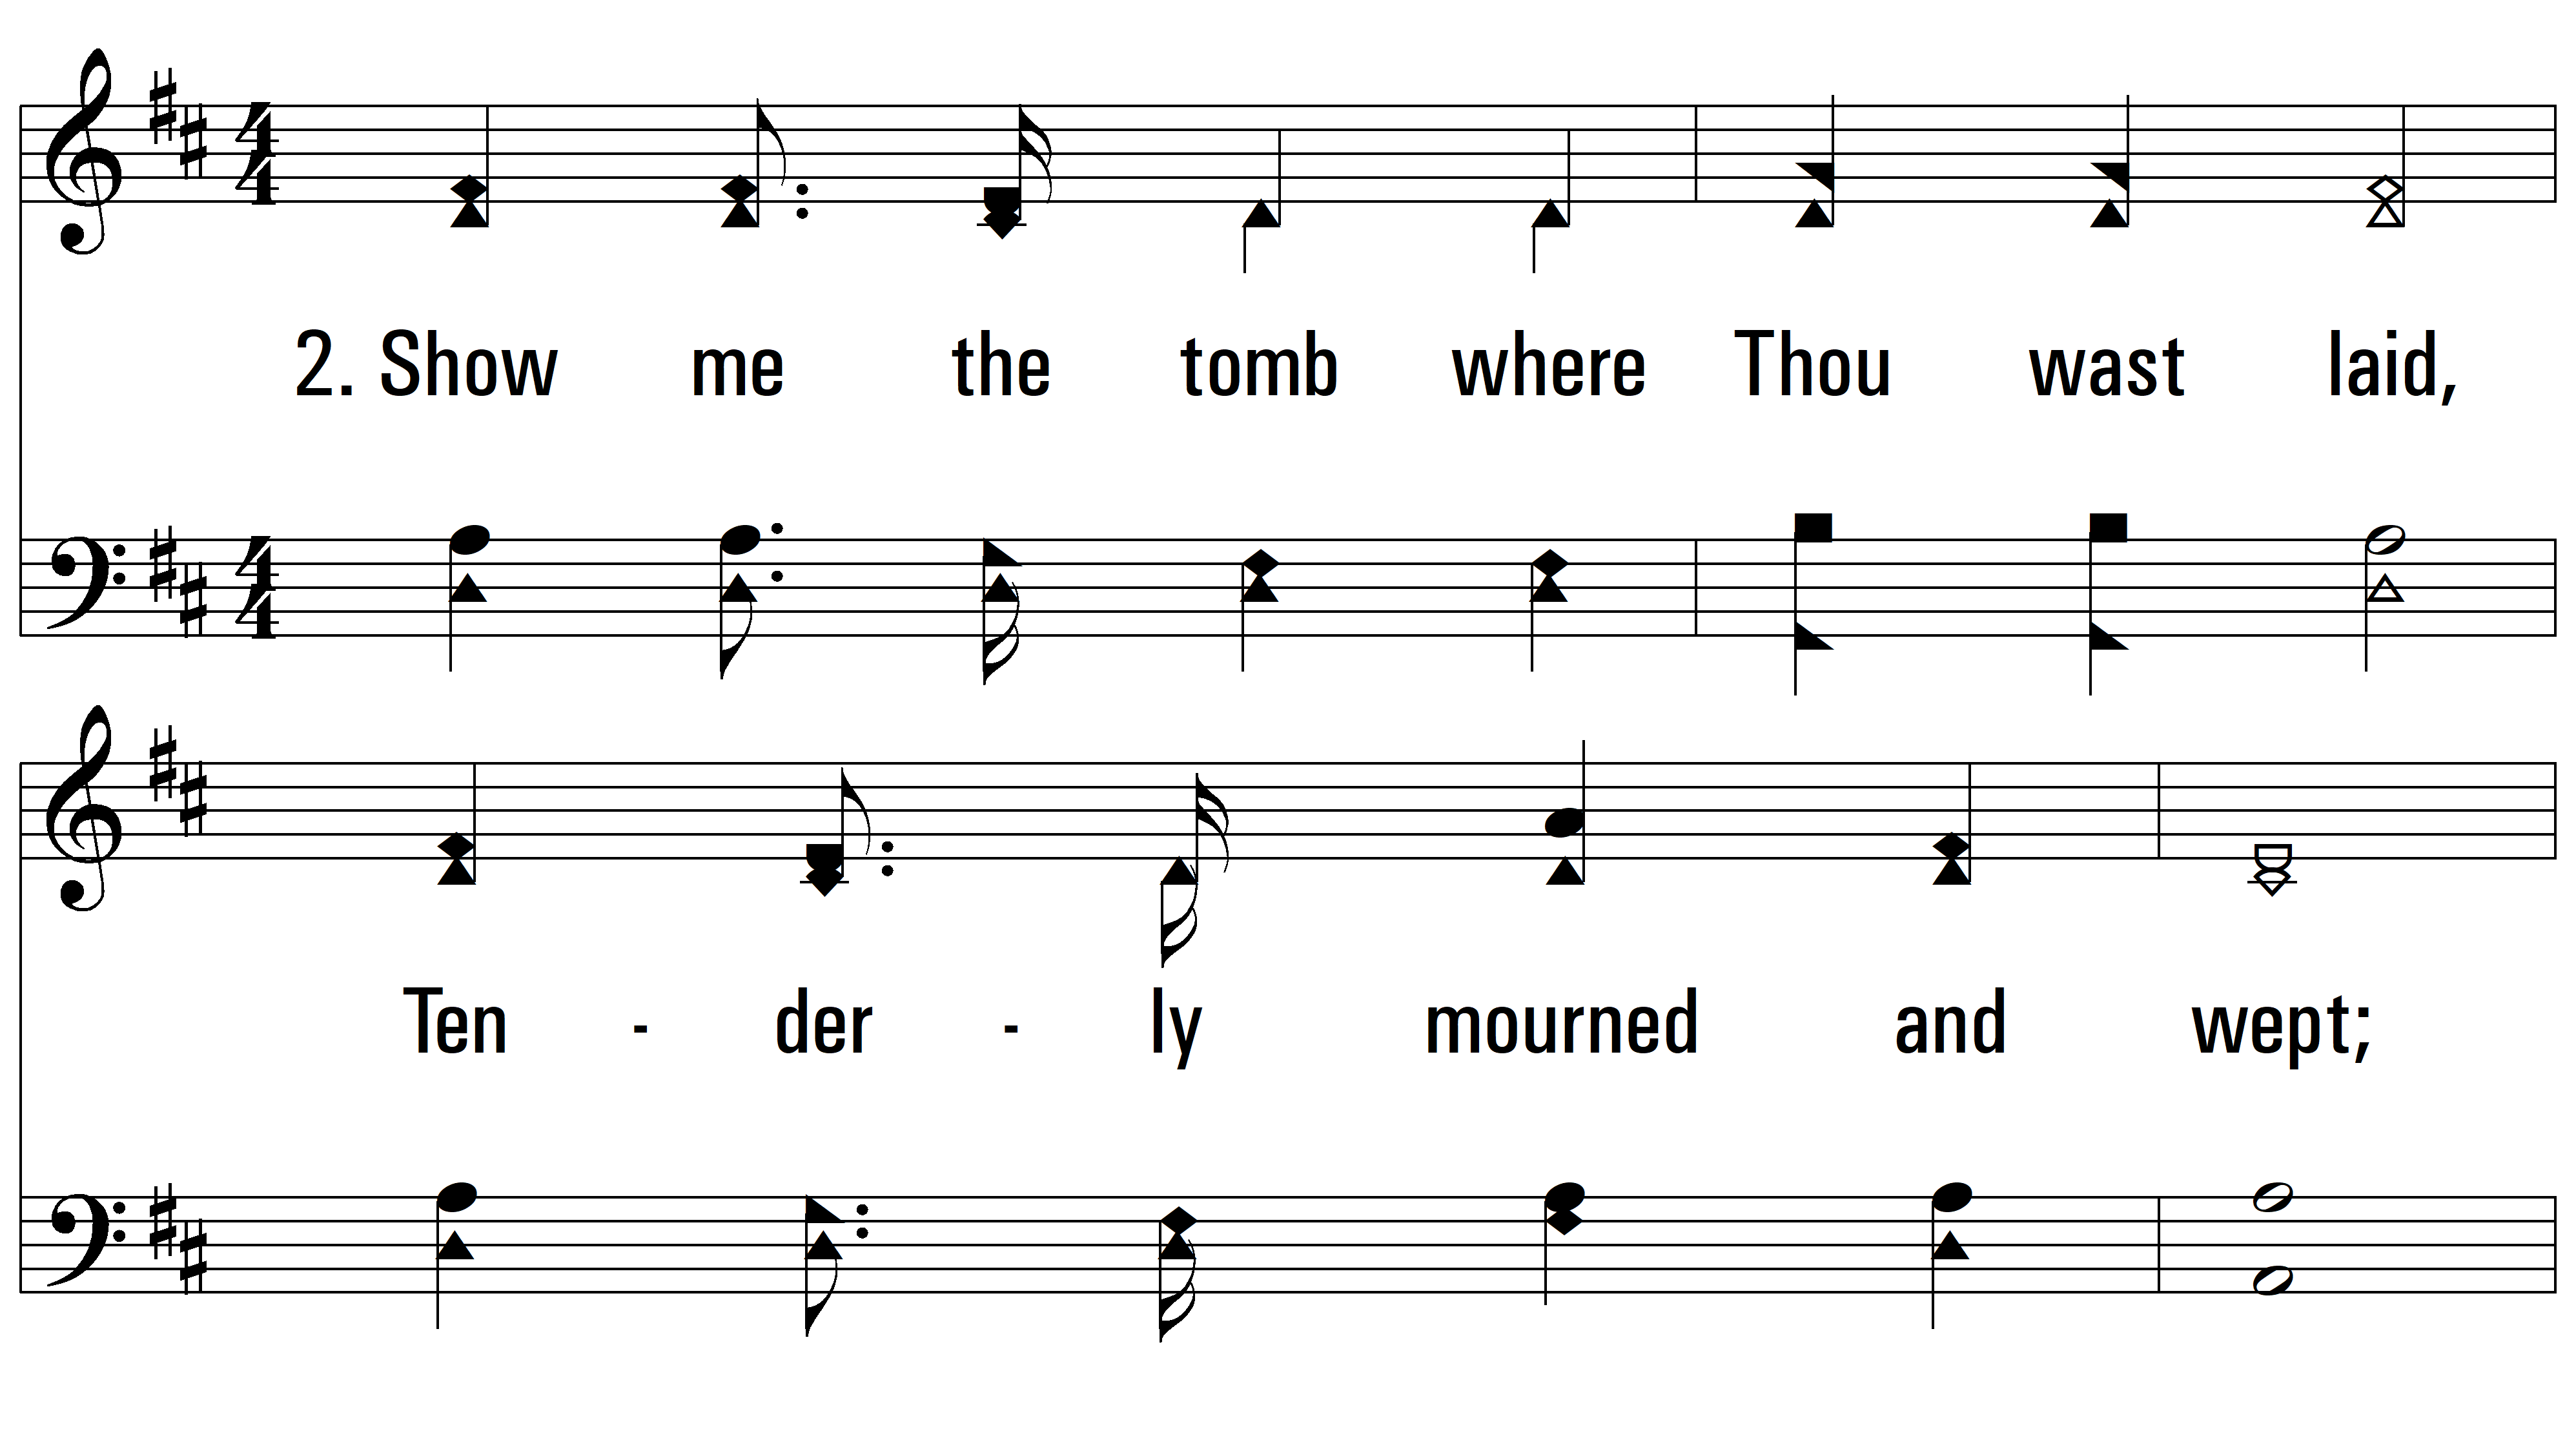 2. Show me the tomb where Thou wast laid,
Ten - der - ly mourned and wept;